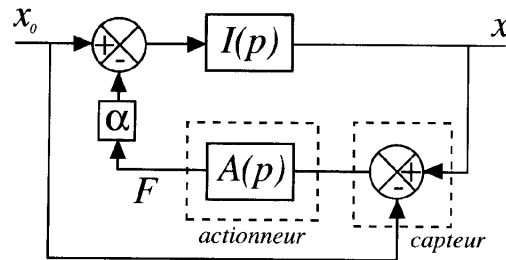 x₀
+
-
I(p)
x
α
F
A(p)
+
-
actionneur
capteur